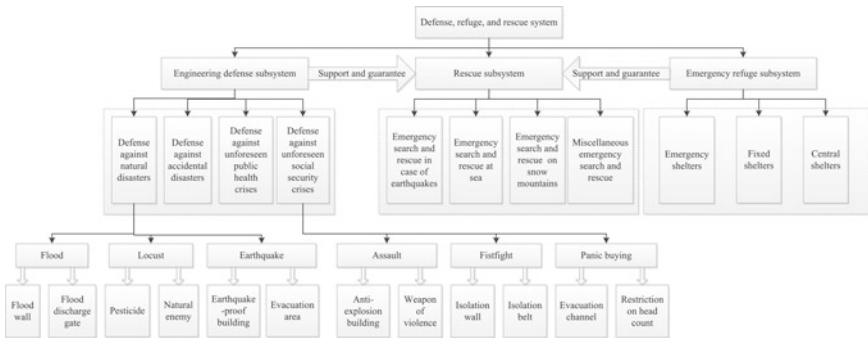 Defense, refuge, and rescue system
Engineering defense subsystem
Support and guarantee
Rescue subsystem
Support and guarantee
Emergency refuge subsystem
Defense
against
natural
disasters
Defense
against
accidental
disasters
Defense
against
unforeseen
public
health
crises
Defense
against
unforeseen
social
security
crises
Emergency
search and
rescue in
case of
earthquakes
Emergency
search and
rescue at
sea
Emergency
search and
rescue on
snow
mountains
Miscellaneous
emergency
search and
rescue
Emergency
shelters
Fixed
shelters
Central
shelters
Flood
Locust
Earthquake
Assault
Fistfight
Panic buying
Flood
wall
Flood
discharge
gate
Pesticide
Natural
enemy
Earthquake
-proof
building
Evacuation
area
Anti-
explosion
building
Weapon
of
violence
Isolation
wall
Isolation
belt
Evacuation
channel
Restriction
on head
count